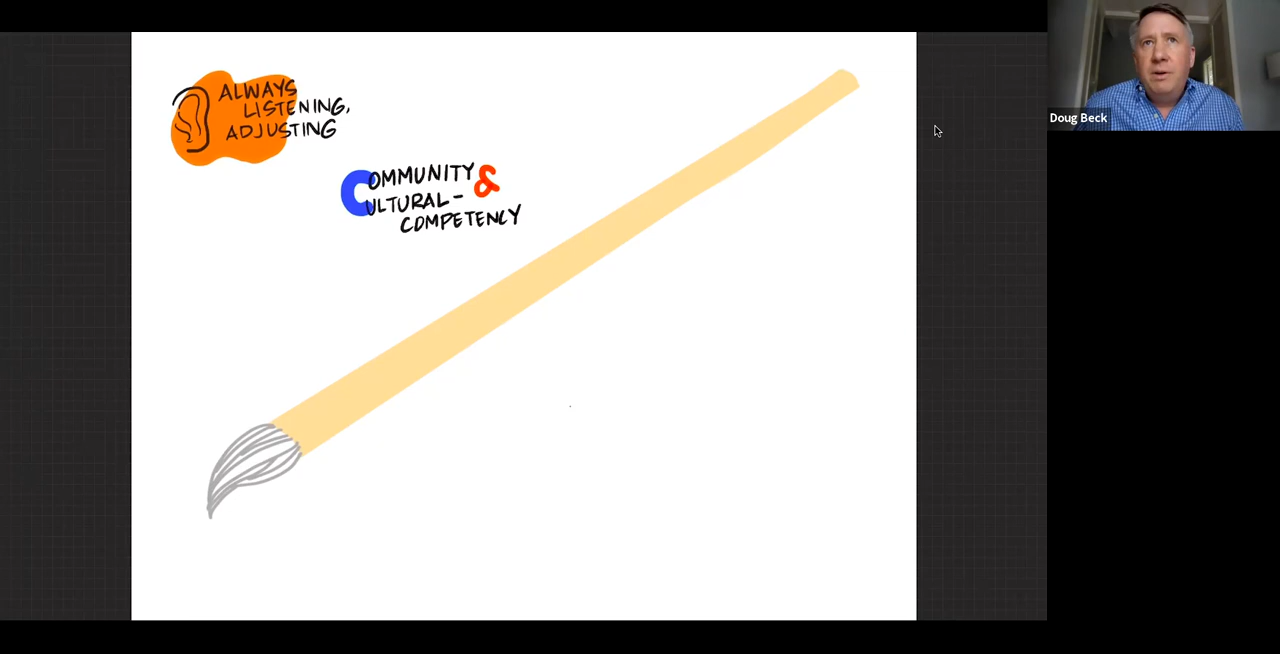 ALWAYS
LISTENING,
ADJUSTING
COMMUNITY &
CULTURAL-
COMPETENCY
Doug Beck